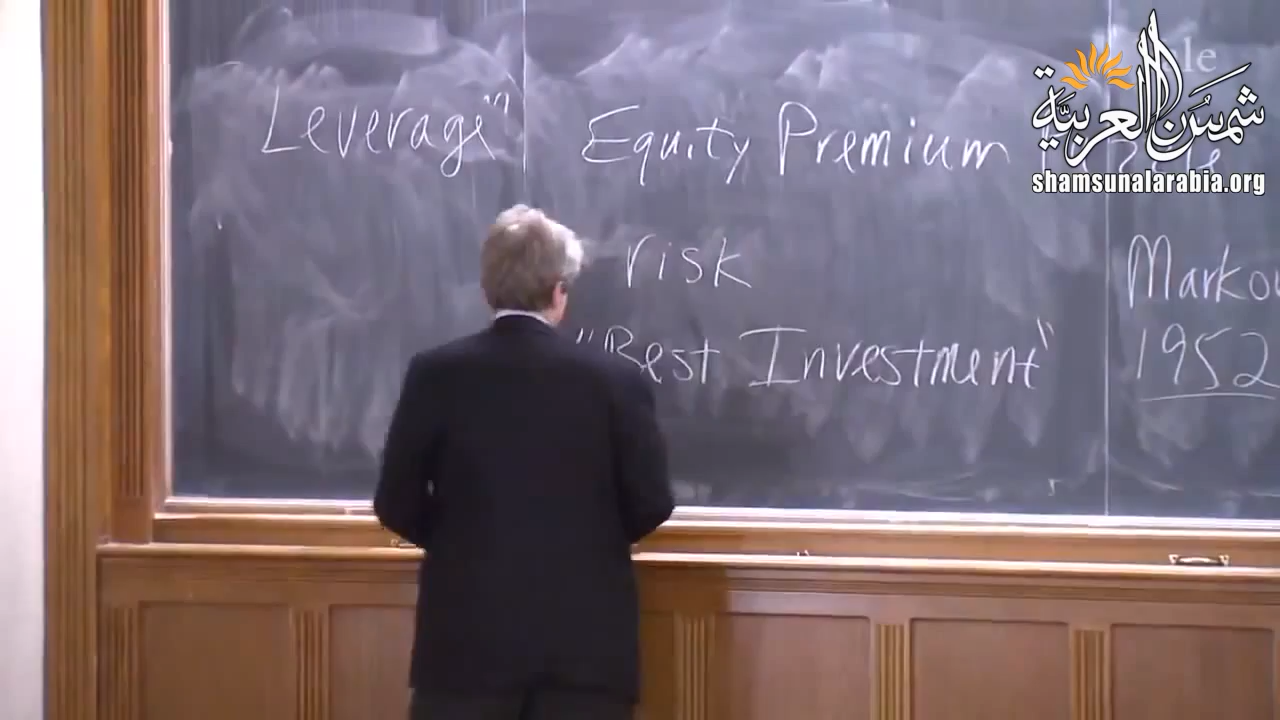 Leverage"
Equity Premium
risk
"Best Investment"
Marko
1952
شمس العربية
shamsunalarabia.org